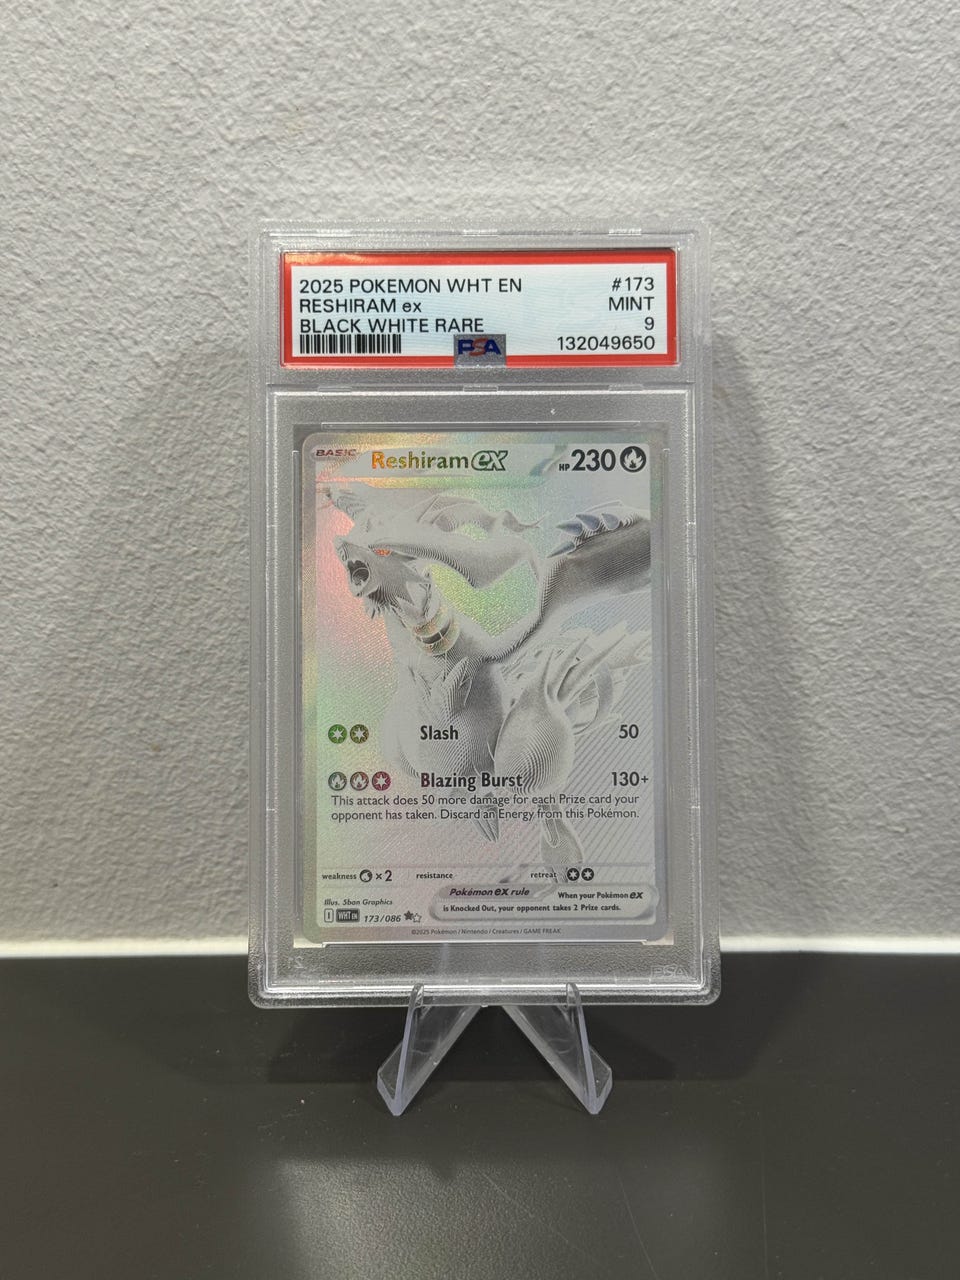 2025 POKEMON WHT EN #173
RESHIRAM ex MINT
BLACK WHITE RARE 9
PSA 132049650
BASIC Reshiram ex HP 230
Slash 50
Blazing Burst 130+
This attack does 50 more damage for each Prize card your
opponent has taken. Discard an Energy from this Pokémon.
weakness ×2 resistance retreat
Illus. 5ban Graphics
Pokémon ex rule When your Pokémon ex
is Knocked Out, your opponent takes 2 Prize cards.
I WHT EN 173/086
©2025 Pokémon / Nintendo / Creatures / GAME FREAK
PSA